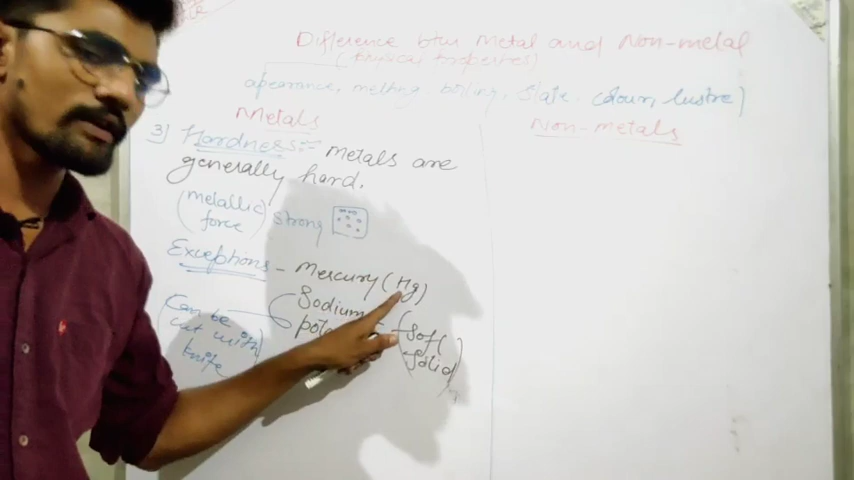 Difference btw Metal and Non-metal
(Physical Properties)
apearance, melting, boiling, State, colour, lustre)
Metals
Non-metals
3) Hardness:- metals are
generally hard.
(metallic force) strong
Exceptions - mercury (Hg)
Sodium
(Soft Solid)
(Can be cut with knife)